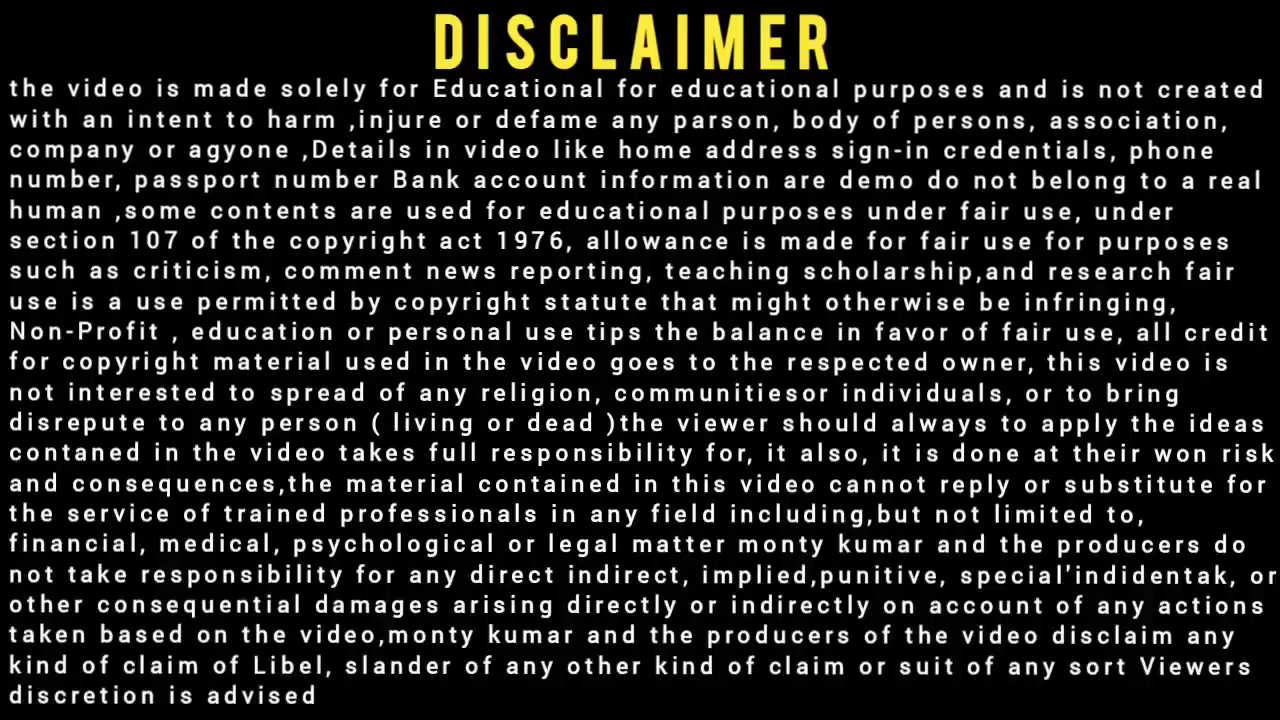 DISCLAIMER
the video is made solely for Educational for educational purposes and is not created
with an intent to harm ,injure or defame any parson, body of persons, association,
company or agyone ,Details in video like home address sign-in credentials, phone
number, passport number Bank account information are demo do not belong to a real
human ,some contents are used for educational purposes under fair use, under
section 107 of the copyright act 1976, allowance is made for fair use for purposes
such as criticism, comment news reporting, teaching scholarship,and research fair
use is a use permitted by copyright statute that might otherwise be infringing,
Non-Profit , education or personal use tips the balance in favor of fair use, all credit
for copyright material used in the video goes to the respected owner, this video is
not interested to spread of any religion, communitiesor individuals, or to bring
disrepute to any person ( living or dead )the viewer should always to apply the ideas
contaned in the video takes full responsibility for, it also, it is done at their won risk
and consequences,the material contained in this video cannot reply or substitute for
the service of trained professionals in any field including,but not limited to,
financial, medical, psychological or legal matter monty kumar and the producers do
not take responsibility for any direct indirect, implied,punitive, special'indidentak, or
other consequential damages arising directly or indirectly on account of any actions
taken based on the video,monty kumar and the producers of the video disclaim any
kind of claim of Libel, slander of any other kind of claim or suit of any sort Viewers
discretion is advised